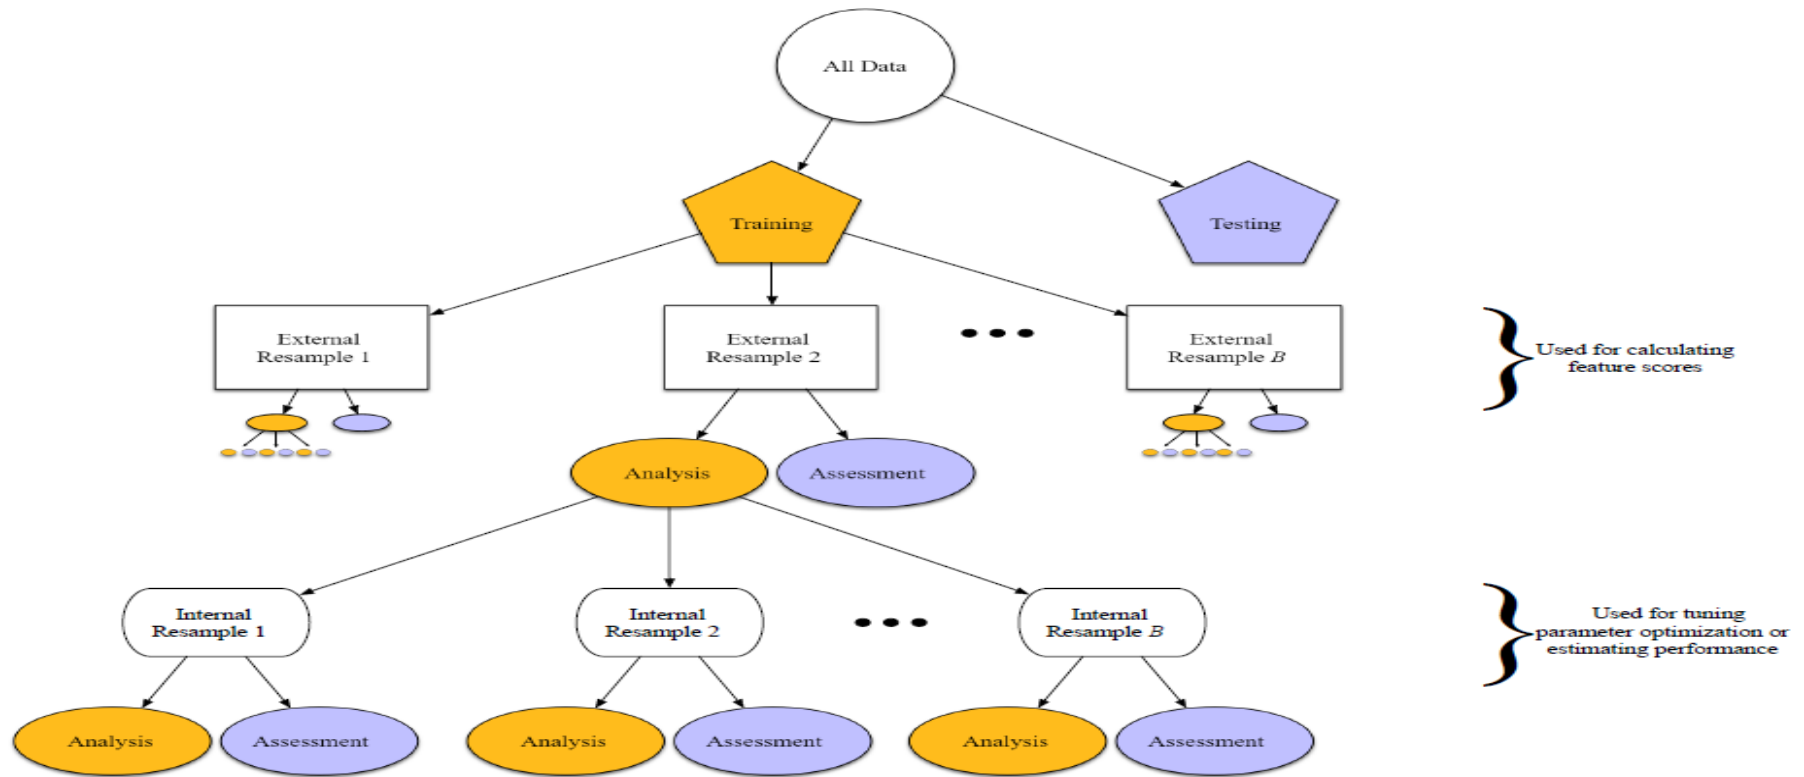 All Data
Training
Testing
External
Resample 1
External
Resample 2
External
Resample B
Used for calculating
feature scores
Analysis
Assessment
Internal
Resample 1
Internal
Resample 2
Internal
Resample B
Used for tuning
parameter optimization or
estimating performance
Analysis
Assessment
Analysis
Assessment
Analysis
Assessment